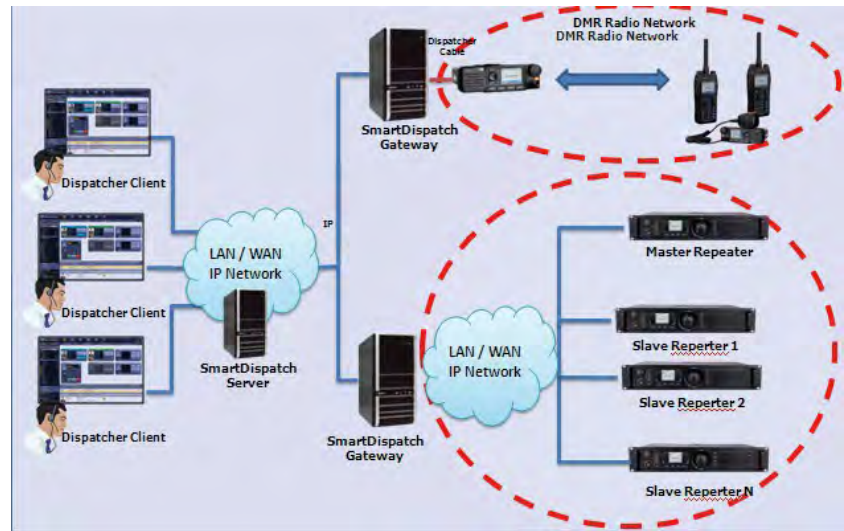 DMR Radio Network
DMR Radio Network
Dispatcher
Cable
SmartDispatch
Gateway
Dispatcher Client
IP
LAN / WAN
IP Network
Master Repeater
Dispatcher Client
LAN / WAN
IP Network
Slave Reperter 1
SmartDispatch
Server
Slave Reperter 2
Dispatcher Client
SmartDispatch
Gateway
Slave Reperter N